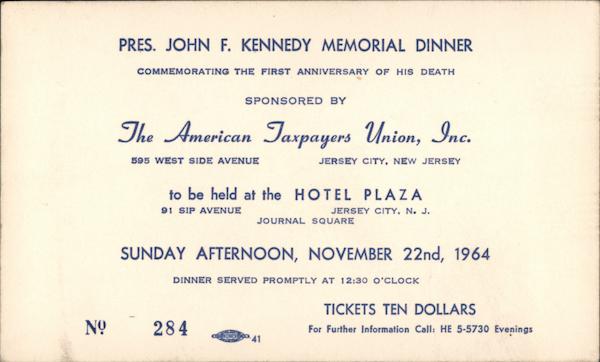 PRES. JOHN F. KENNEDY MEMORIAL DINNER
COMMEMORATING THE FIRST ANNIVERSARY OF HIS DEATH
SPONSORED BY
The American Taxpayers Union, Inc.
595 WEST SIDE AVENUE JERSEY CITY, NEW JERSEY
to be held at the HOTEL PLAZA
91 SIP AVENUE JERSEY CITY, N. J.
JOURNAL SQUARE
SUNDAY AFTERNOON, NOVEMBER 22nd, 1964
DINNER SERVED PROMPTLY AT 12:30 O'CLOCK
TICKETS TEN DOLLARS
For Further Information Call: HE 5-5730 Evenings
Nº 284 41